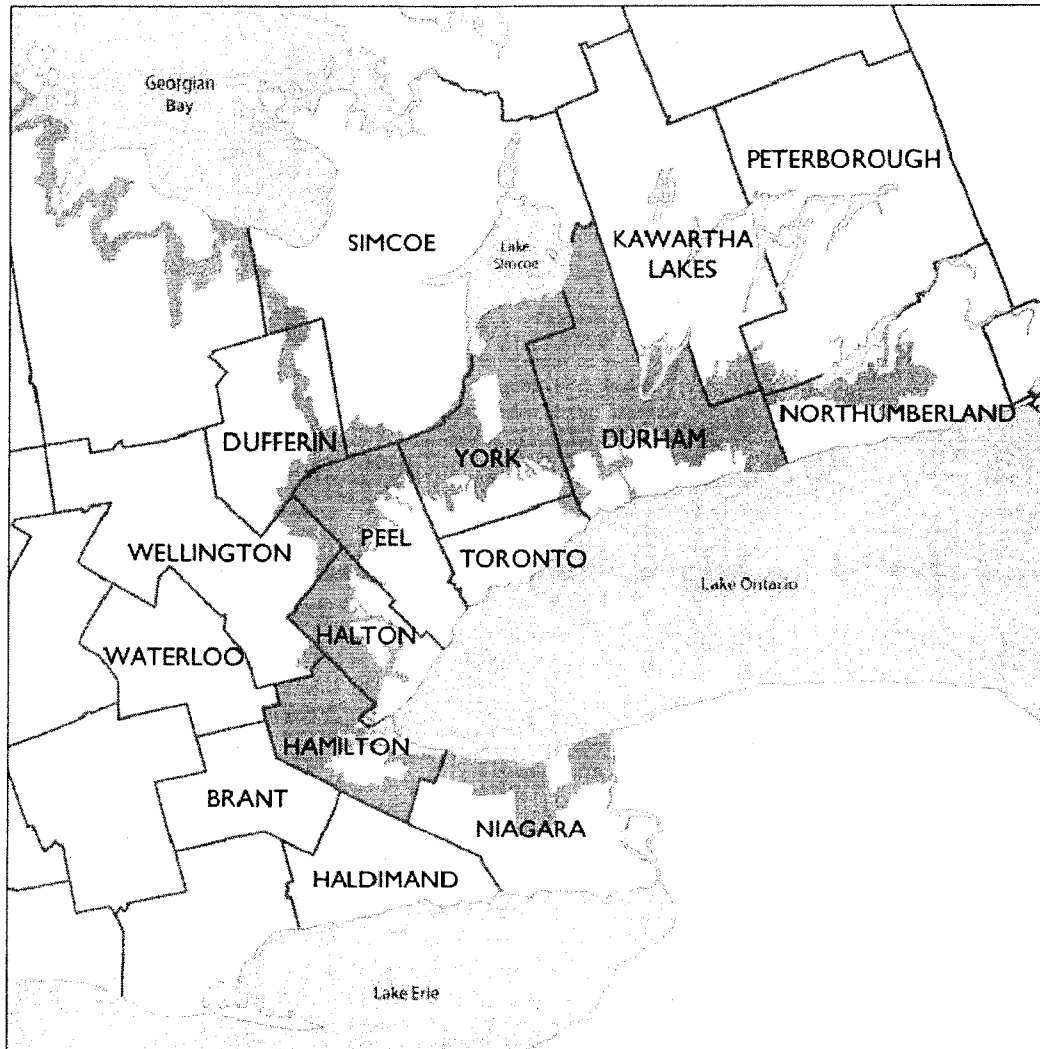 Georgian
Bay
PETERBOROUGH
SIMCOE
Lake
Simcoe
KAWARTHA
LAKES
NORTHUMBERLAND
DUFFERIN
YORK
DURHAM
PEEL
WELLINGTON
TORONTO
Lake Ontario
HALTON
WATERLOO
HAMILTON
BRANT
NIAGARA
HALDIMAND
Lake Erie